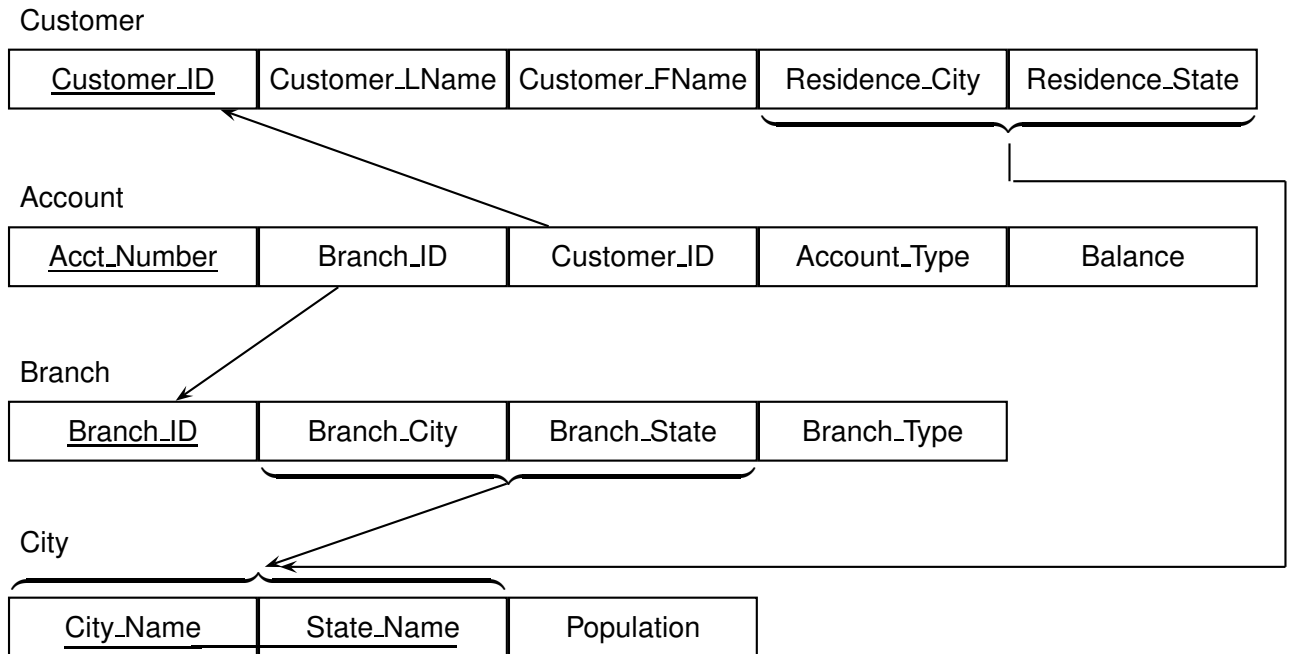 Customer
Customer_ID Customer_LName Customer_FName Residence_City Residence_State
Account
Acct_Number Branch_ID Customer_ID Account_Type Balance
Branch
Branch_ID Branch_City Branch_State Branch_Type
City
City_Name State_Name Population